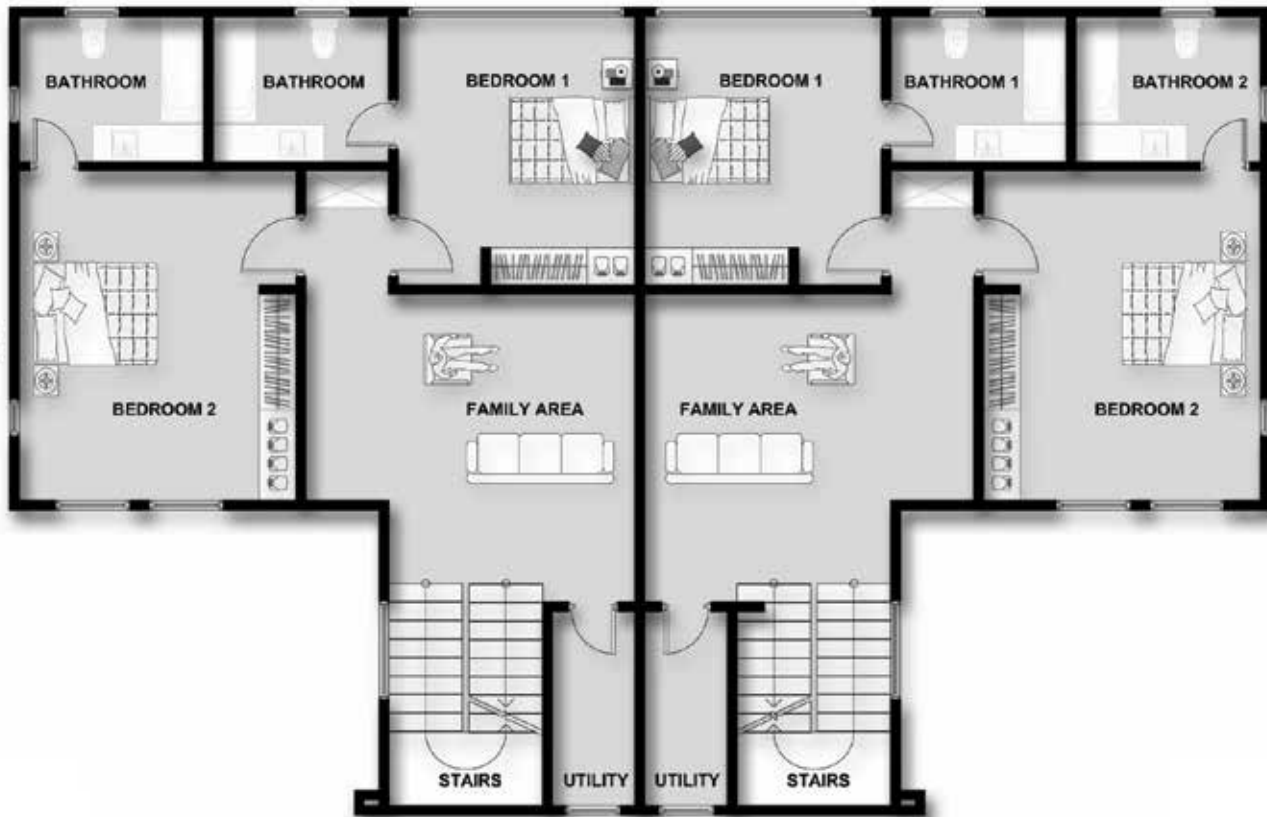 BATHROOM
BATHROOM
BEDROOM 1
BEDROOM 1
BATHROOM 1
BATHROOM 2
BEDROOM 2
FAMILY AREA
FAMILY AREA
BEDROOM 2
STAIRS
UTILITY
UTILITY
STAIRS